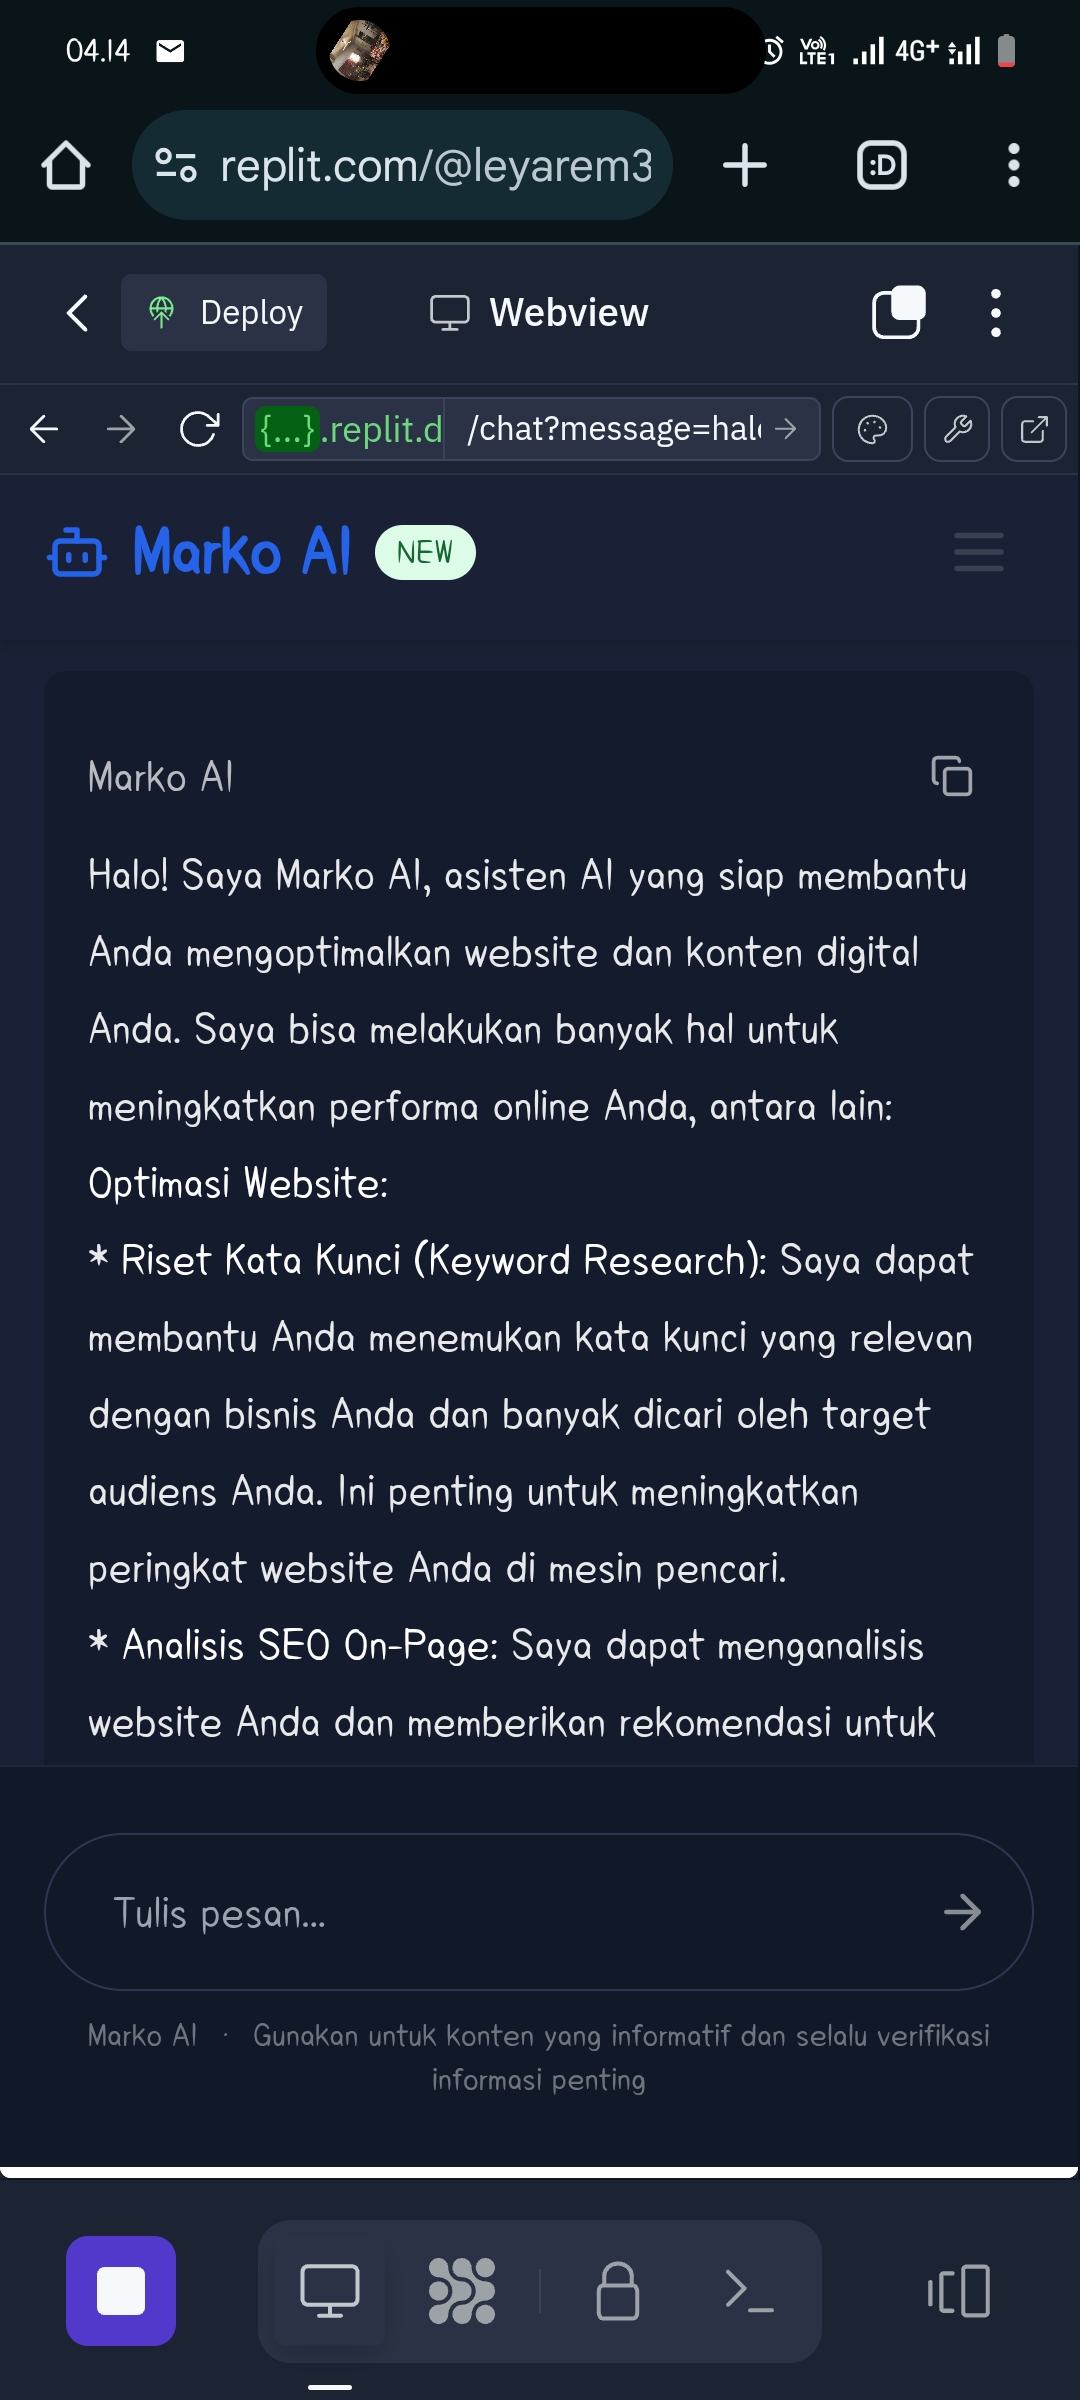 04.14
Vo))
LTE1
4G+
replit.com/@leyarem3
:D
Deploy
Webview
{...}.replit.d
/chat?message=hal
Marko AI
NEW
Marko AI
Halo! Saya Marko AI, asisten AI yang siap membantu
Anda mengoptimalkan website dan konten digital
Anda. Saya bisa melakukan banyak hal untuk
meningkatkan performa online Anda, antara lain:
Optimasi Website:
* Riset Kata Kunci (Keyword Research): Saya dapat
membantu Anda menemukan kata kunci yang relevan
dengan bisnis Anda dan banyak dicari oleh target
audiens Anda. Ini penting untuk meningkatkan
peringkat website Anda di mesin pencari.
* Analisis SEO On-Page: Saya dapat menganalisis
website Anda dan memberikan rekomendasi untuk
Tulis pesan...
Marko AI · Gunakan untuk konten yang informatif dan selalu verifikasi
informasi penting